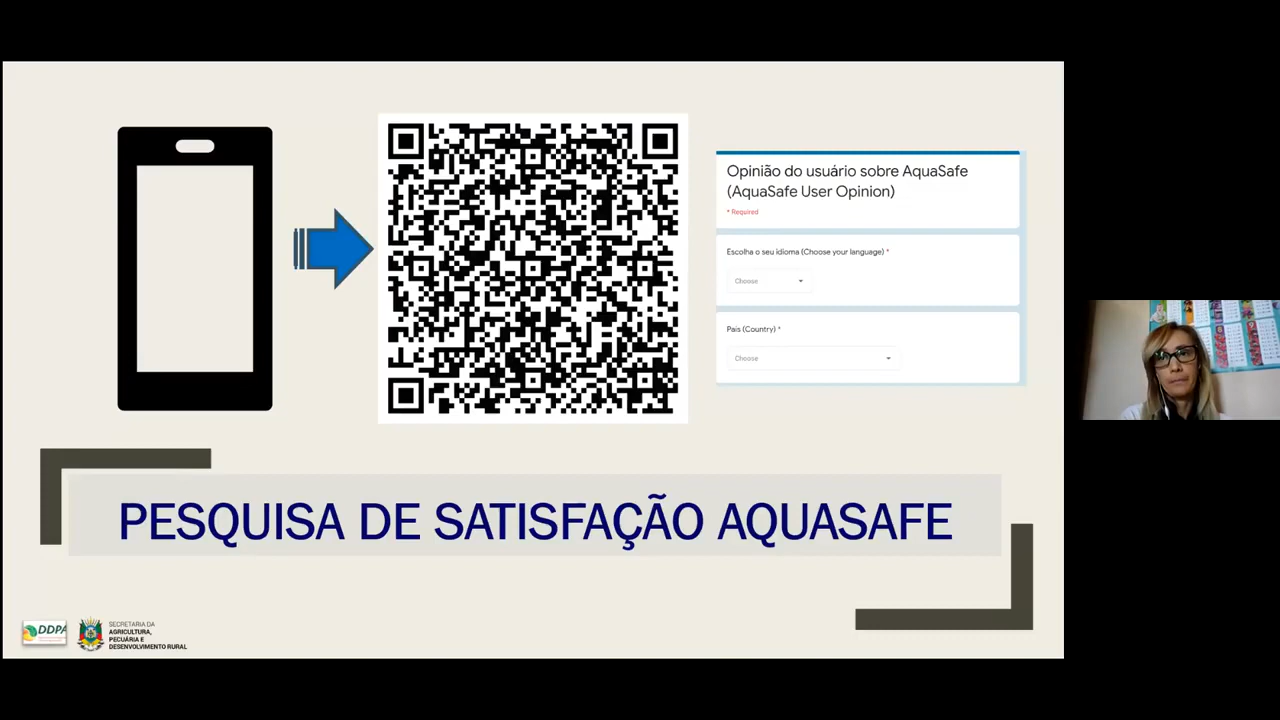 Opinião do usuário sobre AquaSafe
(AquaSafe User Opinion)
* Required
Escolha o seu idioma (Choose your language) *
Choose
País (Country) *
Choose
PESQUISA DE SATISFAÇÃO AQUASAFE
DDPA
SECRETARIA DA
AGRICULTURA,
PECUÁRIA E
DESENVOLVIMENTO RURAL